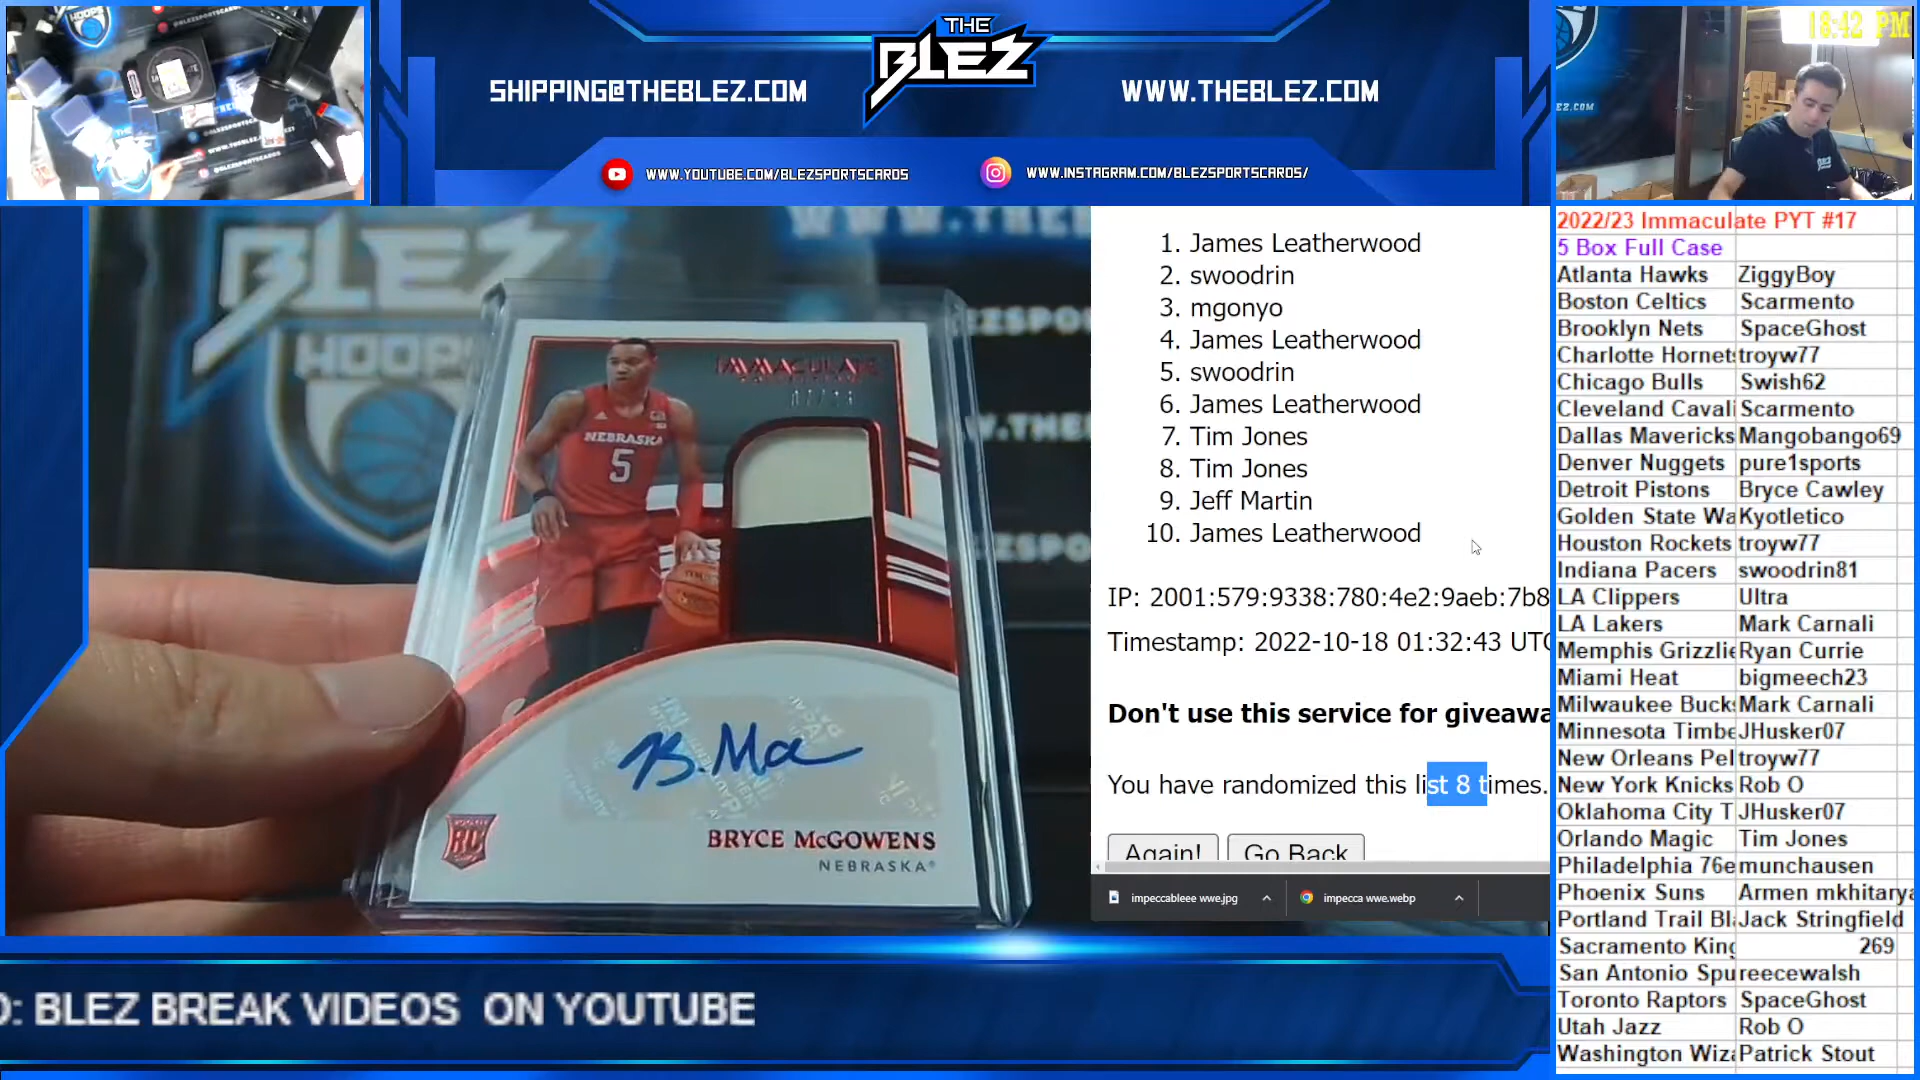 THE
BLEZ
SHIPPING@THEBLEZ.COM
WWW.THEBLEZ.COM
WWW.YOUTUBE.COM/BLEZSPORTSCARDS
WWW.INSTAGRAM.COM/BLEZSPORTSCARDS/
18:42 PM
BLEZ
HOOPS
IMMACULATE
NEBRASKA
5
B. Mc
RC
BRYCE McGOWENS
NEBRASKA
1. James Leatherwood
2. swoodrin
3. mgonyo
4. James Leatherwood
5. swoodrin
6. James Leatherwood
7. Tim Jones
8. Tim Jones
9. Jeff Martin
10. James Leatherwood
IP: 2001:579:9338:780:4e2:9aeb:7b8
Timestamp: 2022-10-18 01:32:43 UTC
Don't use this service for giveawa
You have randomized this list 8 times.
Again! Go Back
impeccableee wwe.jpg
impecca wwe.webp
2022/23 Immaculate PYT #17
5 Box Full Case
Atlanta Hawks ZiggyBoy
Boston Celtics Scarmento
Brooklyn Nets SpaceGhost
Charlotte Hornets troyw77
Chicago Bulls Swish62
Cleveland Cavali Scarmento
Dallas Mavericks Mangobango69
Denver Nuggets pure1sports
Detroit Pistons Bryce Cawley
Golden State Wa Kyotletico
Houston Rockets troyw77
Indiana Pacers swoodrin81
LA Clippers Ultra
LA Lakers Mark Carnali
Memphis Grizzlie Ryan Currie
Miami Heat bigmeech23
Milwaukee Bucks Mark Carnali
Minnesota Timbe JHusker07
New Orleans Pel troyw77
New York Knicks Rob O
Oklahoma City T JHusker07
Orlando Magic Tim Jones
Philadelphia 76e munchausen
Phoenix Suns Armen mkhitarya
Portland Trail Bl Jack Stringfield
Sacramento King 269
San Antonio Spu reecewalsh
Toronto Raptors SpaceGhost
Utah Jazz Rob O
Washington Wiza Patrick Stout
: BLEZ BREAK VIDEOS ON YOUTUBE